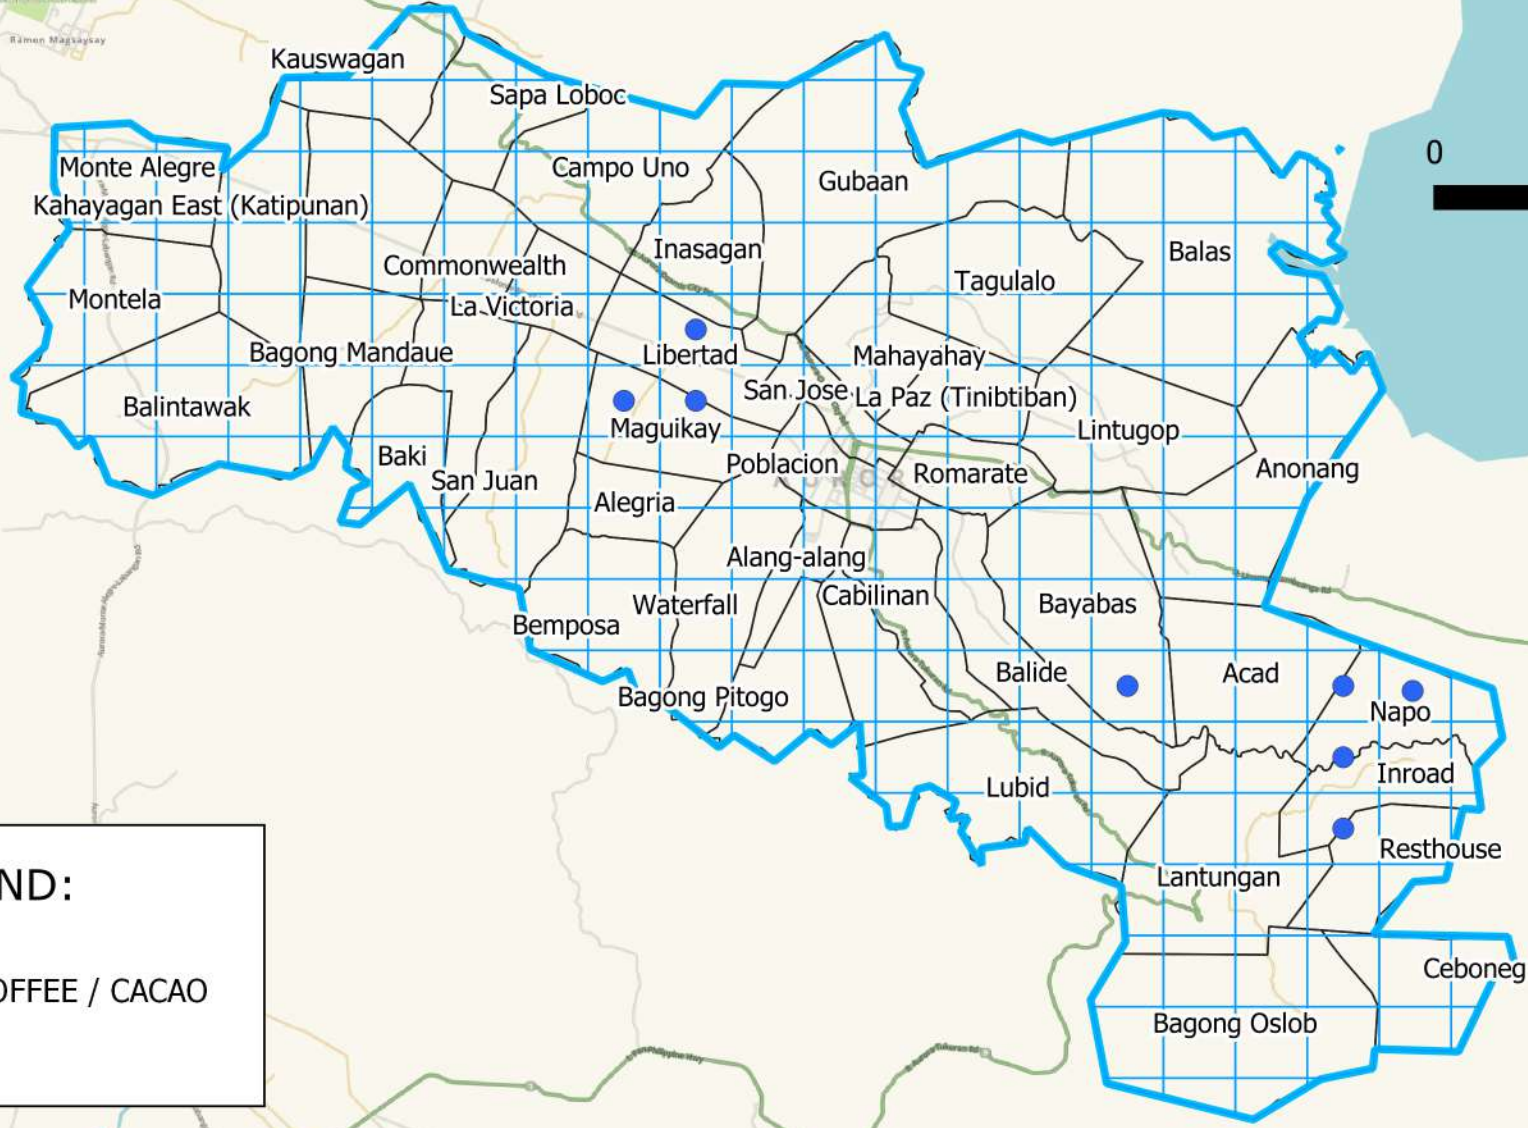 Ramon Magsaysay
Kauswagan
Sapa Loboc
0
Monte Alegre
Campo Uno
Gubaan
Kahayagan East (Katipunan)
Inasagan
Balas
Commonwealth
Tagulalo
Montela
La Victoria
Bagong Mandaue
Libertad
Mahayahay
San Jose
La Paz (Tinibtiban)
Balintawak
Maguikay
Lintugop
Baki
Poblacion
Romarate
Anonang
San Juan
Alegria
Alang-alang
Waterfall
Cabilinan
Bayabas
Bemposa
Balide
Acad
Bagong Pitogo
Napo
Inroad
Lubid
Resthouse
Lantungan
ND:
Ceboneg
OFFEE / CACAO
Bagong Oslob